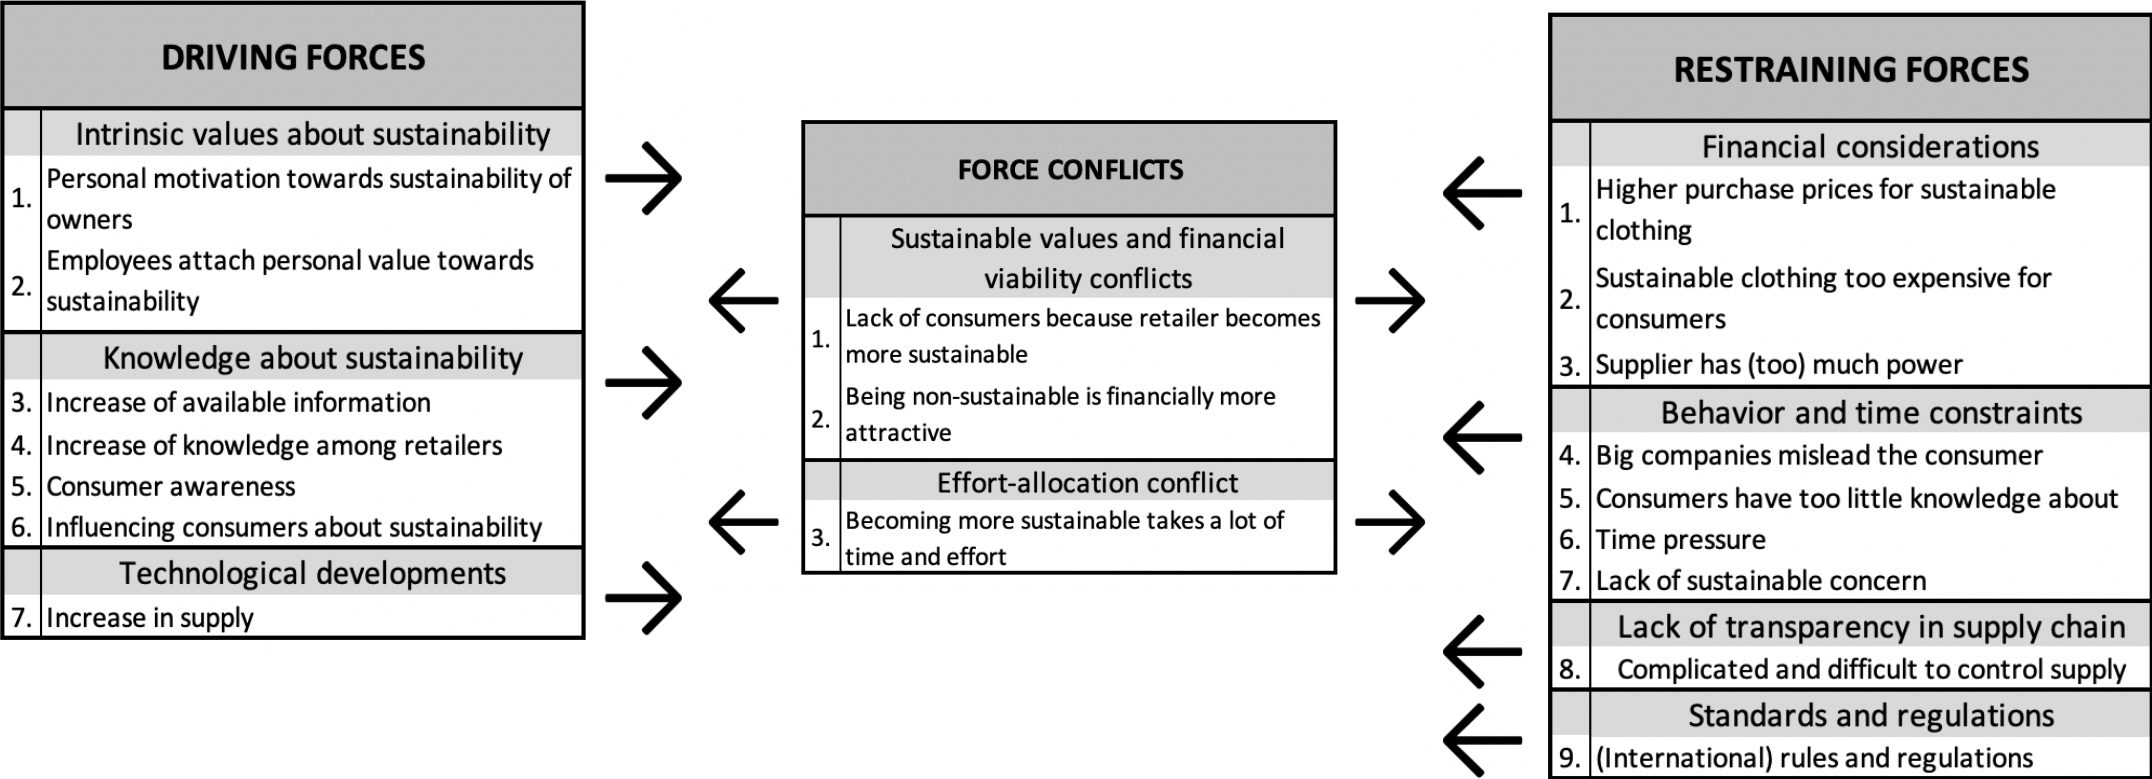 DRIVING FORCES
Intrinsic values about sustainability
1. Personal motivation towards sustainability of
owners
2. Employees attach personal value towards
sustainability
Knowledge about sustainability
3. Increase of available information
4. Increase of knowledge among retailers
5. Consumer awareness
6. Influencing consumers about sustainability
Technological developments
7. Increase in supply
FORCE CONFLICTS
Sustainable values and financial
viability conflicts
1. Lack of consumers because retailer becomes
more sustainable
2. Being non-sustainable is financially more
attractive
Effort-allocation conflict
3. Becoming more sustainable takes a lot of
time and effort
RESTRAINING FORCES
Financial considerations
1. Higher purchase prices for sustainable
clothing
2. Sustainable clothing too expensive for
consumers
3. Supplier has (too) much power
Behavior and time constraints
4. Big companies mislead the consumer
5. Consumers have too little knowledge about
6. Time pressure
7. Lack of sustainable concern
Lack of transparency in supply chain
8. Complicated and difficult to control supply
Standards and regulations
9. (International) rules and regulations